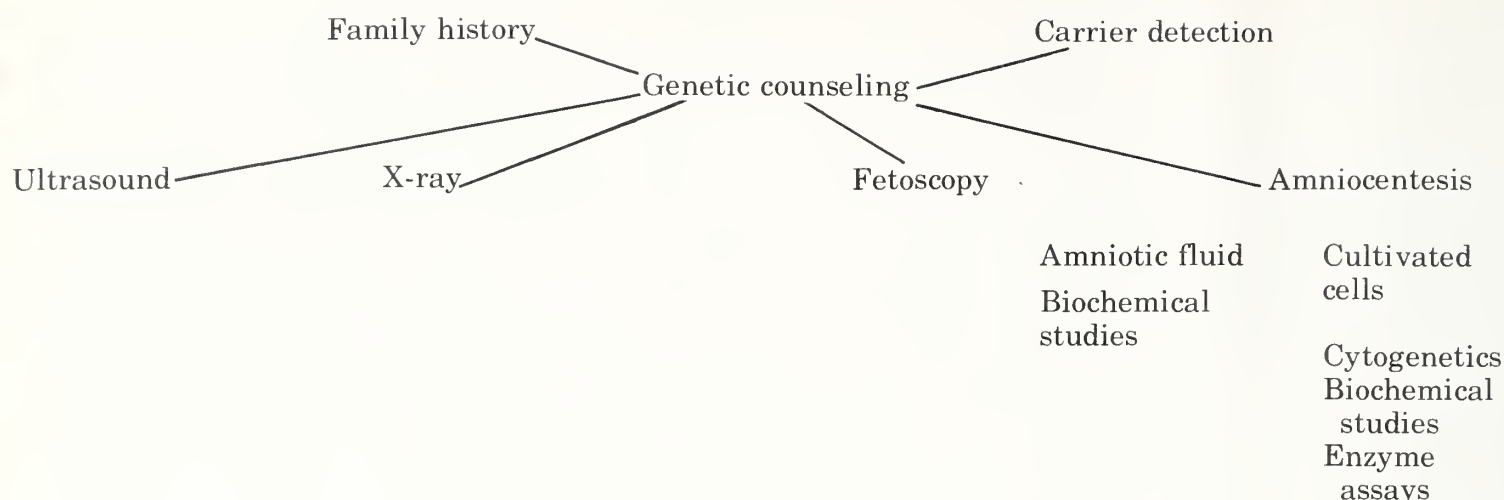 Family history
Carrier detection
Genetic counseling
Ultrasound
X-ray
Fetoscopy
Amniocentesis
Amniotic fluid
Biochemical
studies
Cultivated
cells
Cytogenetics
Biochemical
studies
Enzyme
assays